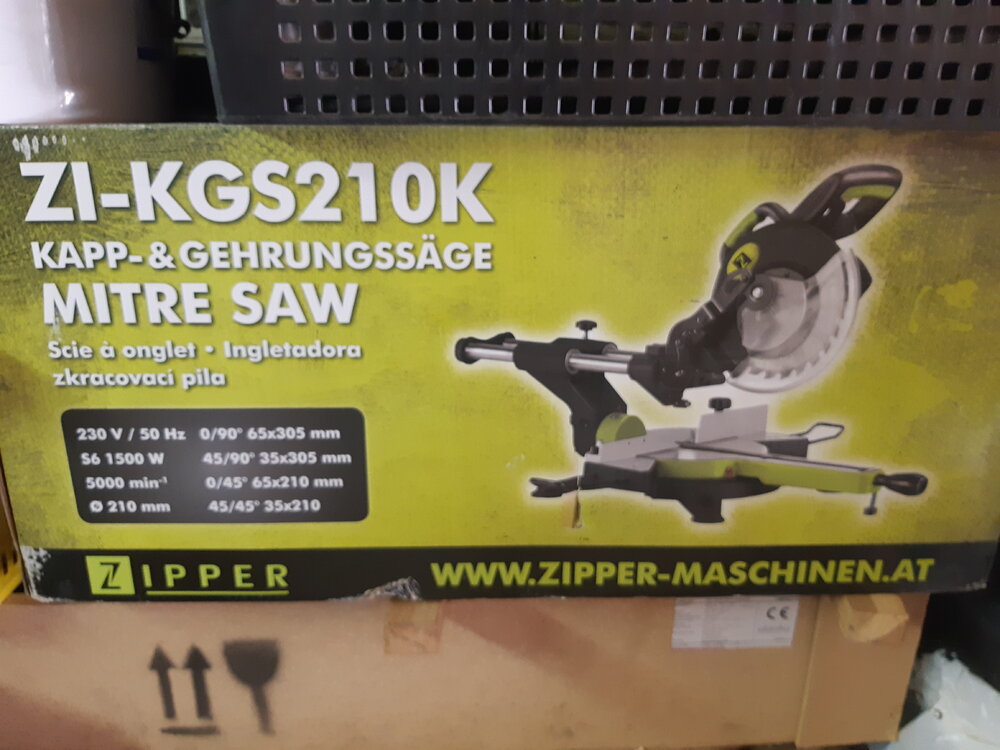 ZI-KGS210K
KAPP- & GEHRUNGSSÄGE
MITRE SAW
Scie à onglet • Ingletadora
zkracovací pila
230 V / 50 Hz 0/90° 65x305 mm
S6 1500 W 45/90° 35x305 mm
5000 min⁻¹ 0/45° 65x210 mm
Ø 210 mm 45/45° 35x210
ZIPPER
WWW.ZIPPER-MASCHINEN.AT
Z
CE